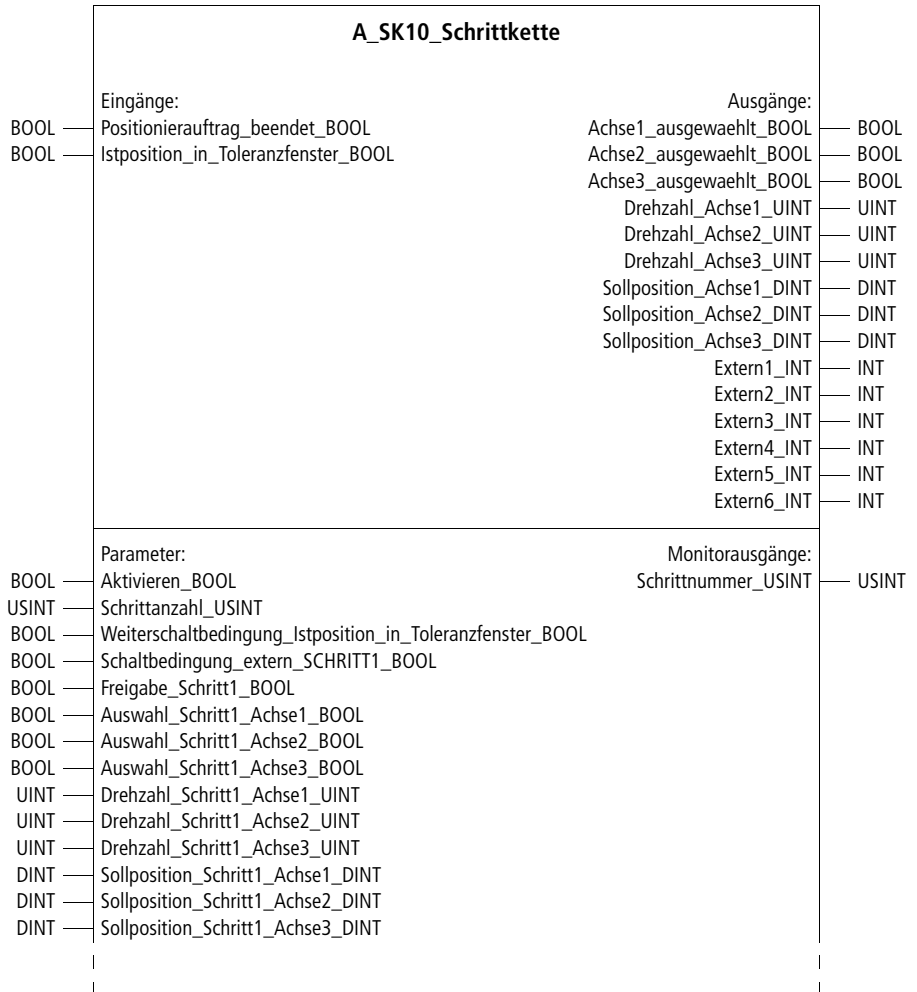 A_SK10_Schrittkette
Eingänge: Ausgänge:
BOOL Positionierauftrag_beendet_BOOL Achse1_ausgewaehlt_BOOL BOOL
BOOL Istposition_in_Toleranzfenster_BOOL Achse2_ausgewaehlt_BOOL BOOL
Achse3_ausgewaehlt_BOOL BOOL
Drehzahl_Achse1_UINT UINT
Drehzahl_Achse2_UINT UINT
Drehzahl_Achse3_UINT UINT
Sollposition_Achse1_DINT DINT
Sollposition_Achse2_DINT DINT
Sollposition_Achse3_DINT DINT
Extern1_INT INT
Extern2_INT INT
Extern3_INT INT
Extern4_INT INT
Extern5_INT INT
Extern6_INT INT
Parameter: Monitorausgänge:
BOOL Aktivieren_BOOL Schrittnummer_USINT USINT
USINT Schrittanzahl_USINT
BOOL Weiterschaltbedingung_Istposition_in_Toleranzfenster_BOOL
BOOL Schaltbedingung_extern_SCHRITT1_BOOL
BOOL Freigabe_Schritt1_BOOL
BOOL Auswahl_Schritt1_Achse1_BOOL
BOOL Auswahl_Schritt1_Achse2_BOOL
BOOL Auswahl_Schritt1_Achse3_BOOL
UINT Drehzahl_Schritt1_Achse1_UINT
UINT Drehzahl_Schritt1_Achse2_UINT
UINT Drehzahl_Schritt1_Achse3_UINT
DINT Sollposition_Schritt1_Achse1_DINT
DINT Sollposition_Schritt1_Achse2_DINT
DINT Sollposition_Schritt1_Achse3_DINT